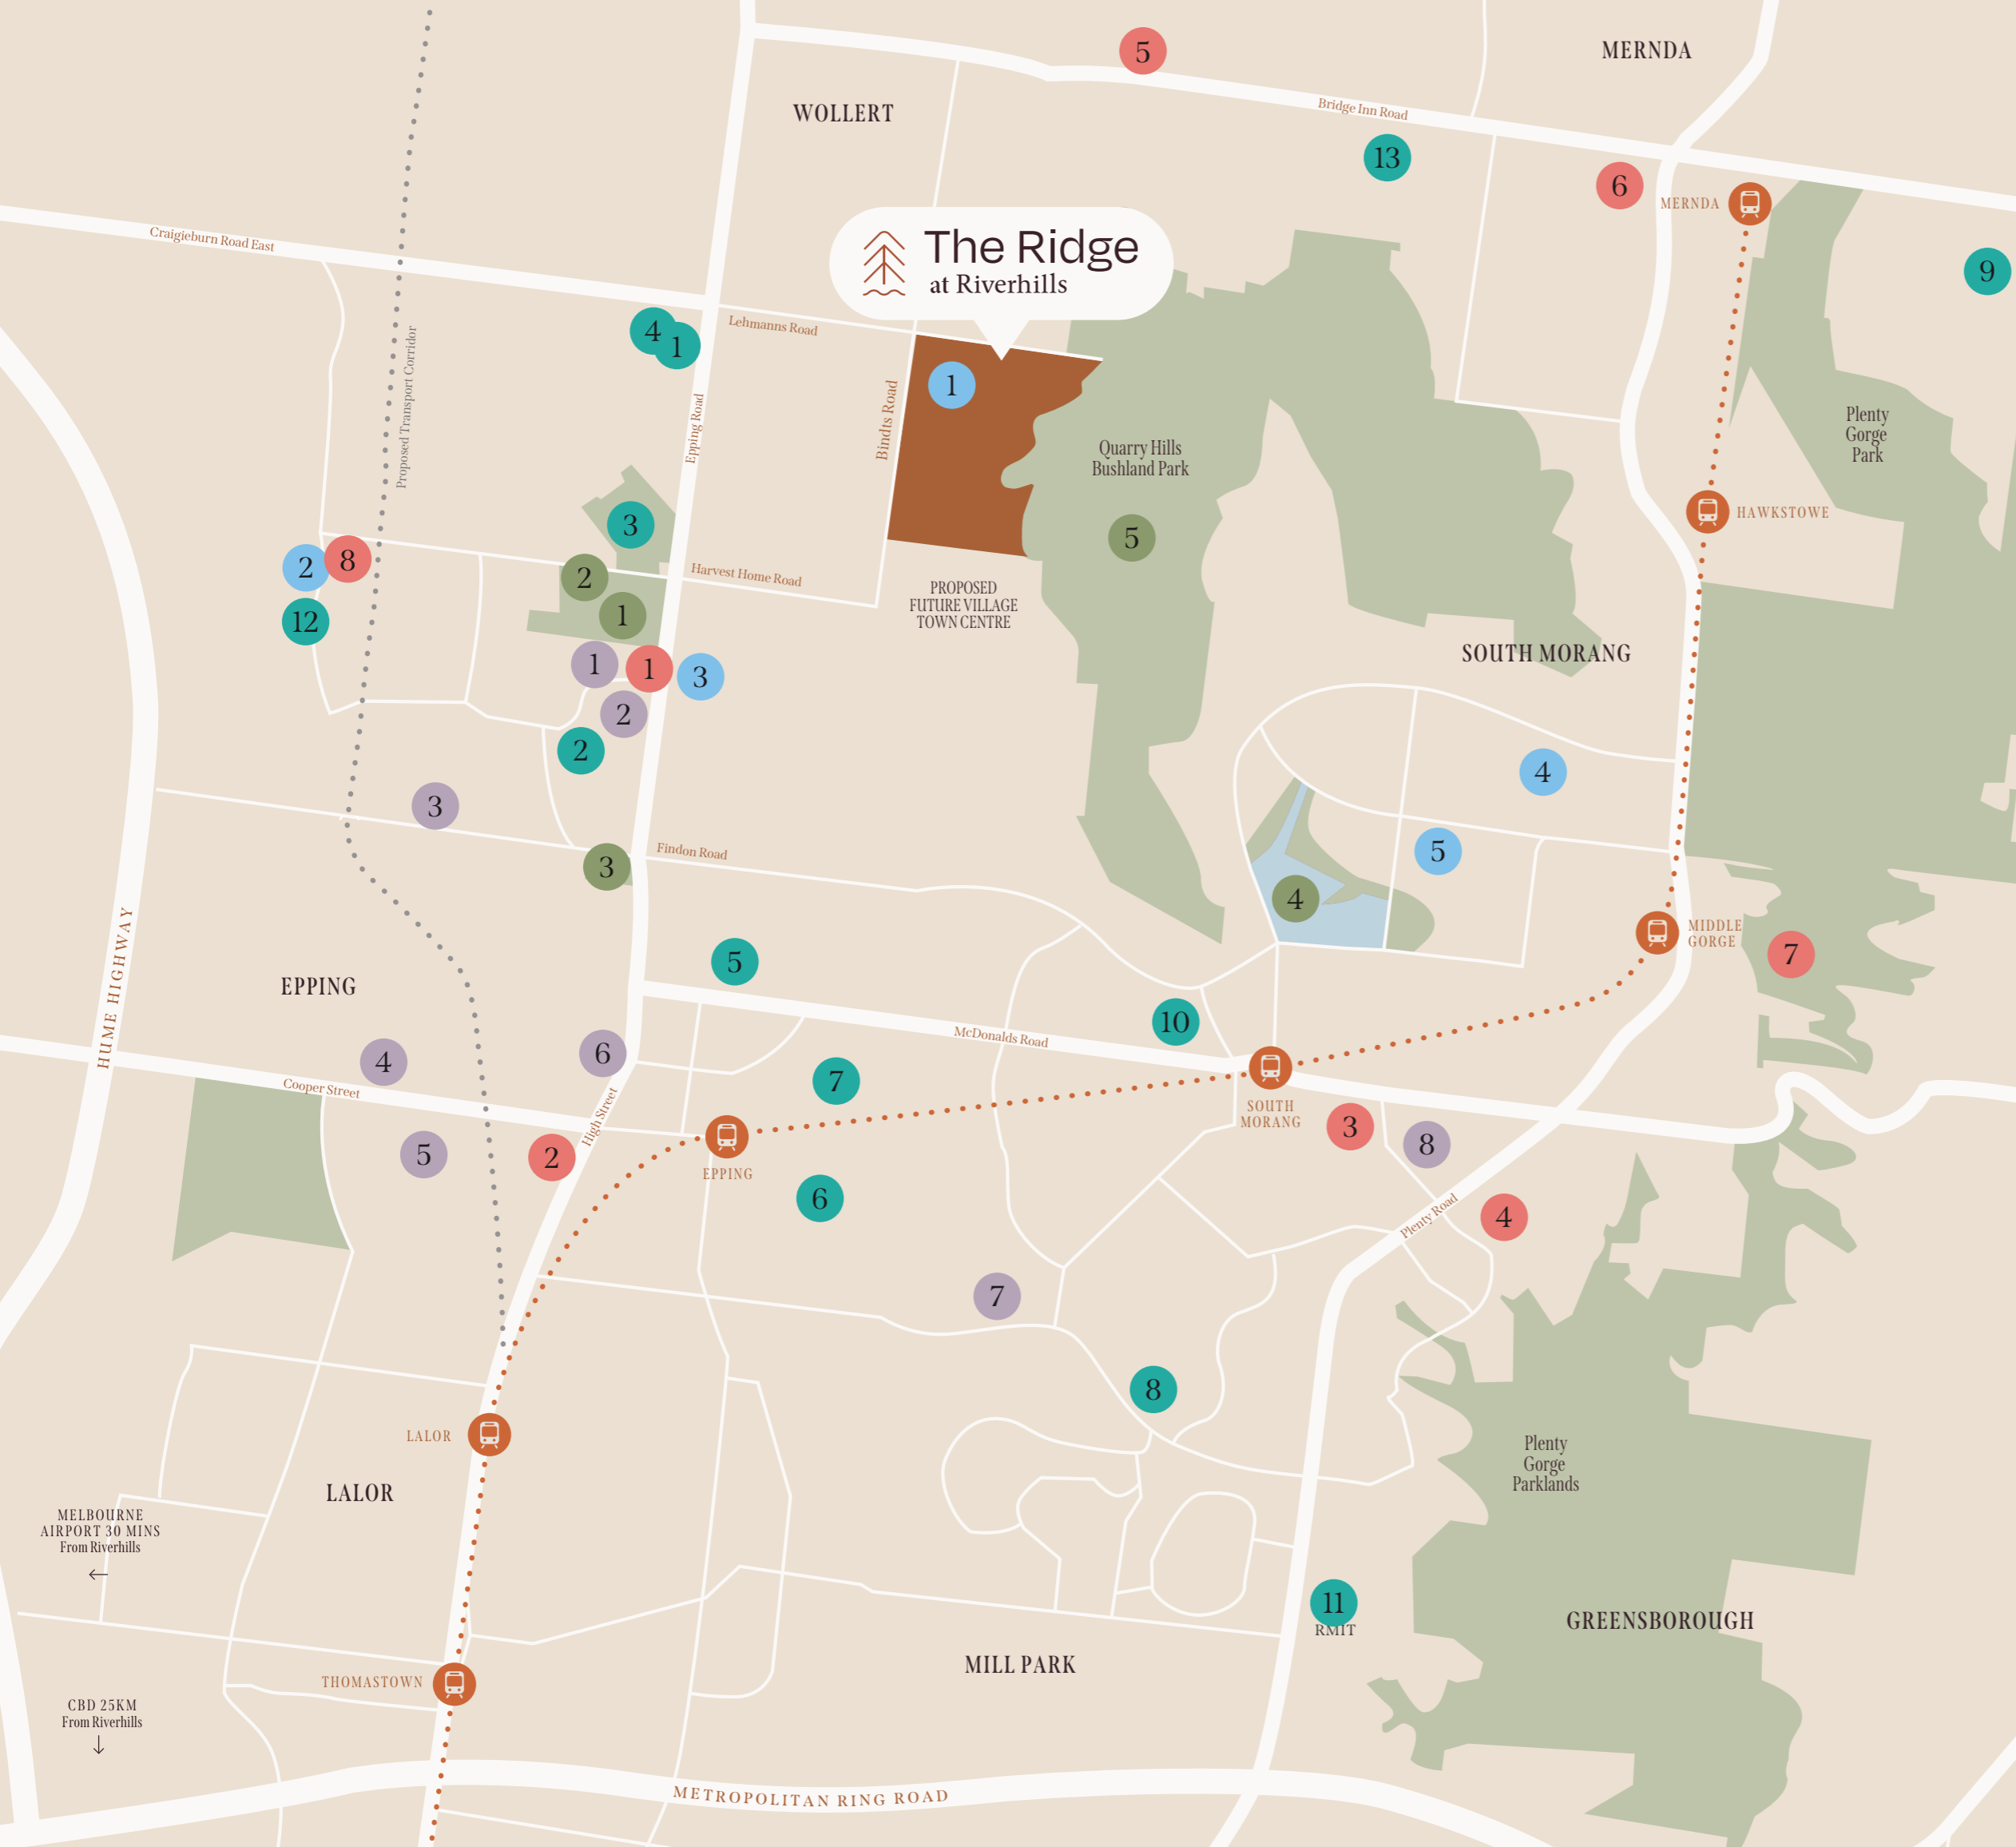 5
MERNDA
WOLLERT
Bridge Inn Road
13
6
MERNDA
Craigieburn Road East
The Ridge
at Riverhills
9
4
1
Lehmanns Road
Proposed Transport Corridor
Epping Road
Bindts Road
1
Plenty
Gorge
Park
Quarry Hills
Bushland Park
HAWKSTOWE
3
5
2
8
2
Harvest Home Road
PROPOSED
FUTURE VILLAGE
TOWN CENTRE
12
1
SOUTH MORANG
1
1
3
2
2
4
3
Findon Road
5
3
4
HUME HIGHWAY
MIDDLE
GORGE
7
5
EPPING
10
McDonalds Road
4
6
7
Cooper Street
High Street
SOUTH
MORANG
3
8
5
2
EPPING
6
4
Plenty Road
7
8
LALOR
Plenty
Gorge
Parklands
LALOR
MELBOURNE
AIRPORT 30 MINS
From Riverhills
11
RMIT
GREENSBOROUGH
MILL PARK
THOMASTOWN
CBD 25KM
From Riverhills
METROPOLITAN RING ROAD